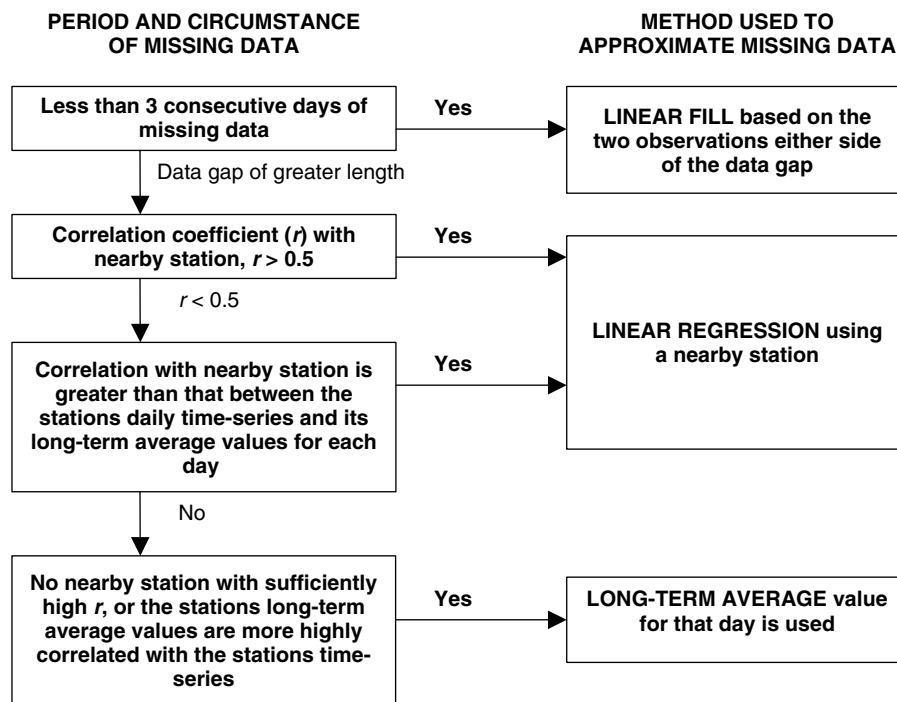 PERIOD AND CIRCUMSTANCE
OF MISSING DATA
METHOD USED TO
APPROXIMATE MISSING DATA
Less than 3 consecutive days of
missing data
Yes
LINEAR FILL based on the
two observations either side
of the data gap
Data gap of greater length
Correlation coefficient (r) with
nearby station, r > 0.5
Yes
r < 0.5
LINEAR REGRESSION using
a nearby station
Correlation with nearby station is
greater than that between the
stations daily time-series and its
long-term average values for each
day
Yes
No
No nearby station with sufficiently
high r, or the stations long-term
average values are more highly
correlated with the stations time-
series
Yes
LONG-TERM AVERAGE value
for that day is used